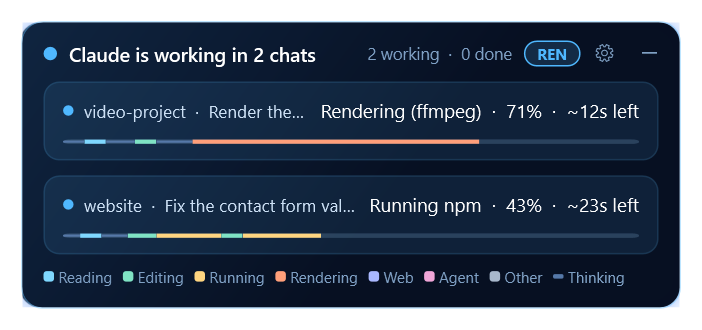 Claude is working in 2 chats 2 working · 0 done REN
video-project · Render the... Rendering (ffmpeg) · 71% · ~12s left
website · Fix the contact form val... Running npm · 43% · ~23s left
Reading Editing Running Rendering Web Agent Other Thinking